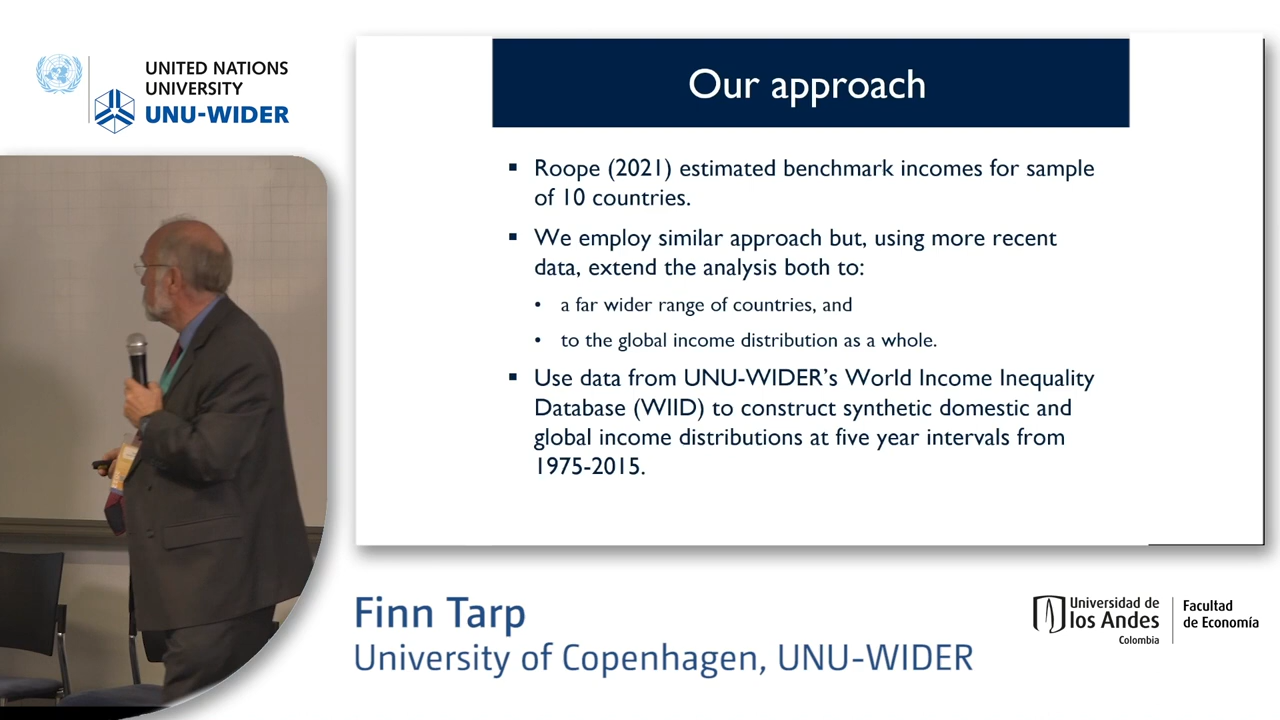 UNITED NATIONS
UNIVERSITY
UNU-WIDER
Our approach
▪ Roope (2021) estimated benchmark incomes for sample
of 10 countries.
▪ We employ similar approach but, using more recent
data, extend the analysis both to:
• a far wider range of countries, and
• to the global income distribution as a whole.
▪ Use data from UNU-WIDER’s World Income Inequality
Database (WIID) to construct synthetic domestic and
global income distributions at five year intervals from
1975-2015.
Finn Tarp
University of Copenhagen, UNU-WIDER
Universidad de
los Andes
Colombia
Facultad
de Economía